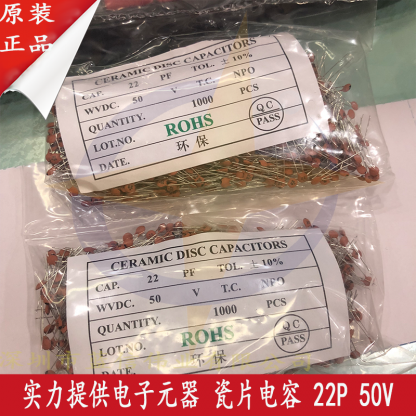 原装
正品
CERAMIC DISC CAPACITORS
CAP. 22 PF TOL. ±10%
WVDC. 50 V T.C. NPO
QUANTITY. 1000 PCS
LOT.NO. ROHS QC
DATE. 环保 PASS
CERAMIC DISC CAPACITORS
CAP. 22 PF TOL. ±10%
WVDC. 50 V T.C. NPO
QUANTITY. 1000 PCS
LOT.NO. ROHS QC
DATE. 环保 PASS
实力提供电子元器 瓷片电容 22P 50V